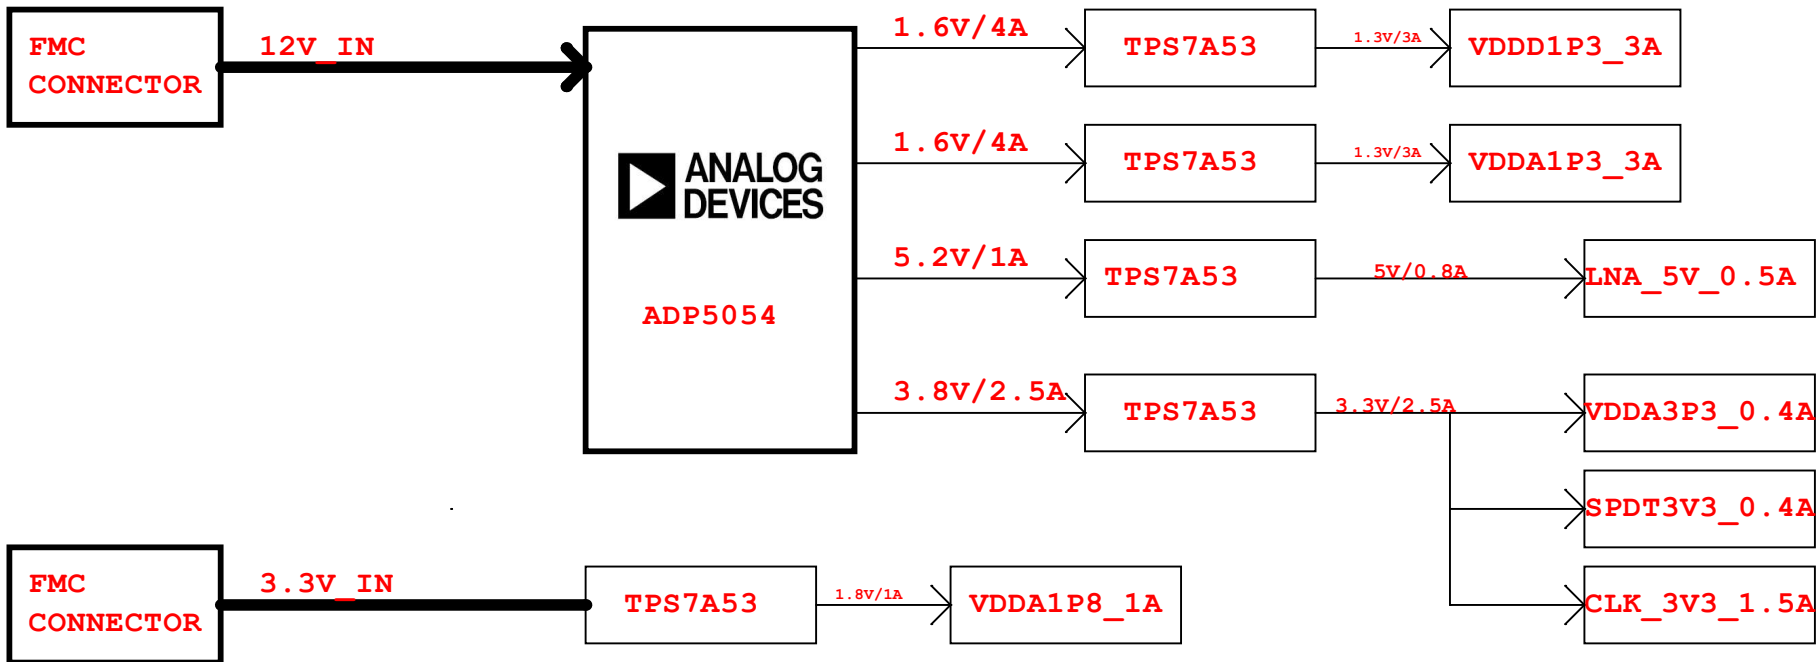 FMC
CONNECTOR
12V_IN
ANALOG
DEVICES
ADP5054
1.6V/4A
TPS7A53
1.3V/3A
VDDD1P3_3A
1.6V/4A
TPS7A53
1.3V/3A
VDDA1P3_3A
5.2V/1A
TPS7A53
5V/0.8A
LNA_5V_0.5A
3.8V/2.5A
TPS7A53
3.3V/2.5A
VDDA3P3_0.4A
SPDT3V3_0.4A
CLK_3V3_1.5A
FMC
CONNECTOR
3.3V_IN
TPS7A53
1.8V/1A
VDDA1P8_1A